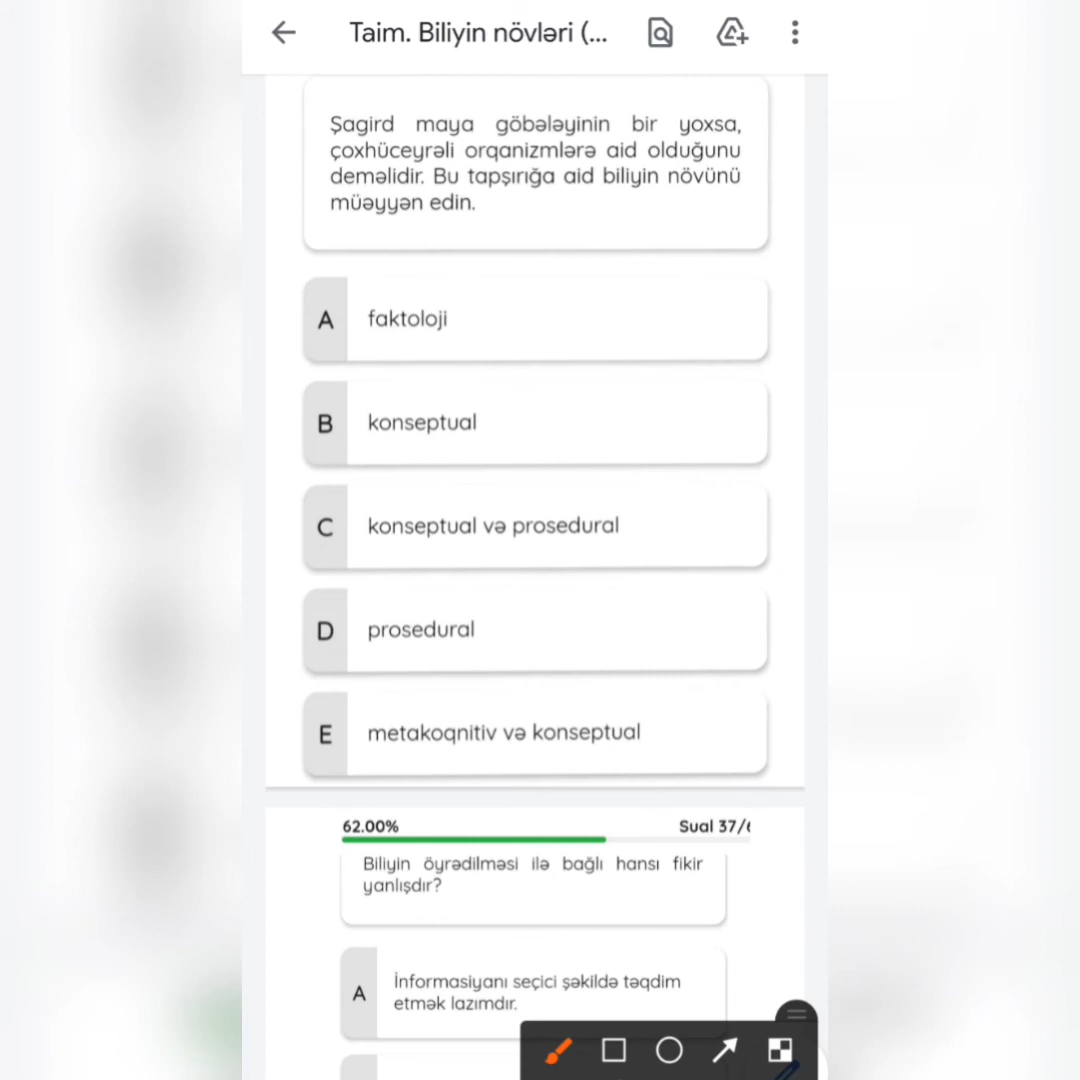 Taim. Biliyin növləri (...
Şagird maya göbələyinin bir yoxsa,
çoxhüceyrəli orqanizmlərə aid olduğunu
deməlidir. Bu tapşırığa aid biliyin növünü
müəyyən edin.
A faktoloji
B konseptual
C konseptual və prosedural
D prosedural
E metakoqnitiv və konseptual
62.00% Sual 37/6
Biliyin öyrədilməsi ilə bağlı hansı fikir
yanlışdır?
A İnformasiyanı seçici şəkildə təqdim
etmək lazımdır.